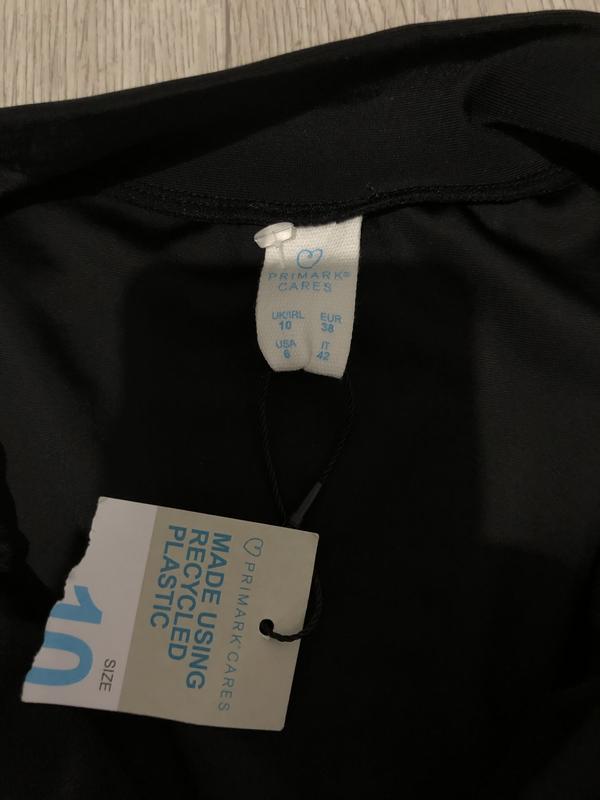 PRIMARK®
CARES
UK/IRL EUR
10 38
USA IT
6 42
PRIMARK® CARES
MADE USING
RECYCLED
PLASTIC
SIZE
10